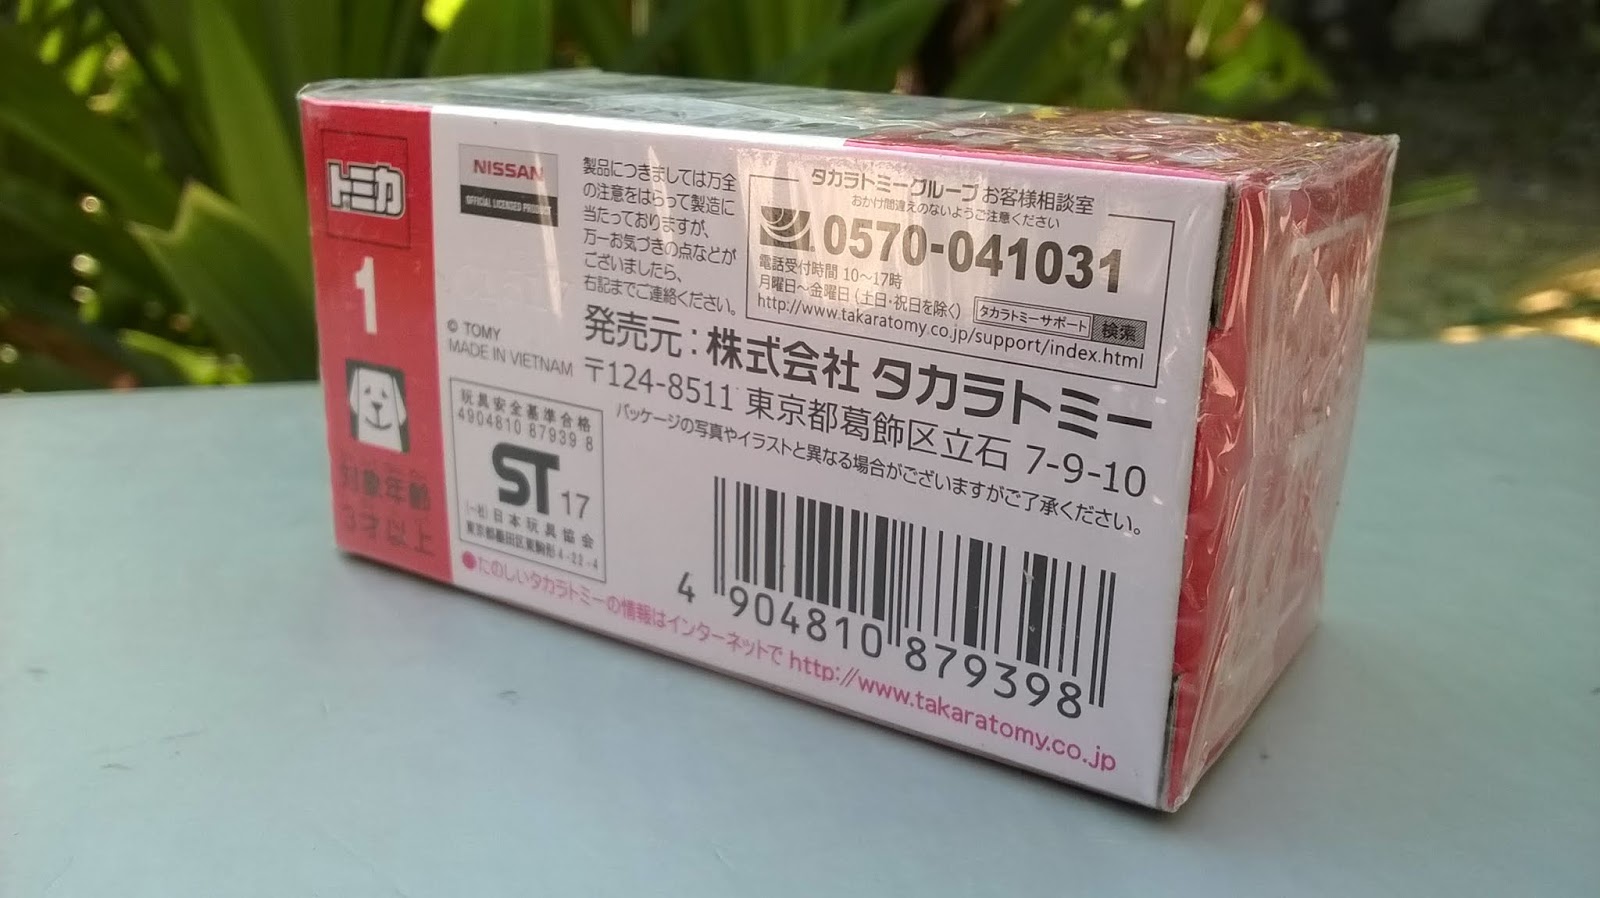 トミカ
1
対象年齢
3才以上
NISSAN
OFFICIAL LICENSED PRODUCT
© TOMY
MADE IN VIETNAM
玩具安全基準合格
4904810 87939 8
ST 17
(一社)日本玩具協会
東京都墨田区東駒形4-22-4
製品につきましては万全
の注意をはらって製造に
当たっておりますが、
万一お気づきの点などが
ございましたら、
右記までご連絡ください。
タカラトミーグループ お客様相談室
おかけ間違えのないようご注意ください
0570-041031
電話受付時間 10〜17時
月曜日〜金曜日(土日・祝日を除く)
タカラトミーサポート 検索
http://www.takaratomy.co.jp/support/index.html
発売元：株式会社 タカラトミー
〒124-8511 東京都葛飾区立石 7-9-10
パッケージの写真やイラストと異なる場合がございますがご了承ください。
4 904810 879398
●たのしいタカラトミーの情報はインターネットで http://www.takaratomy.co.jp